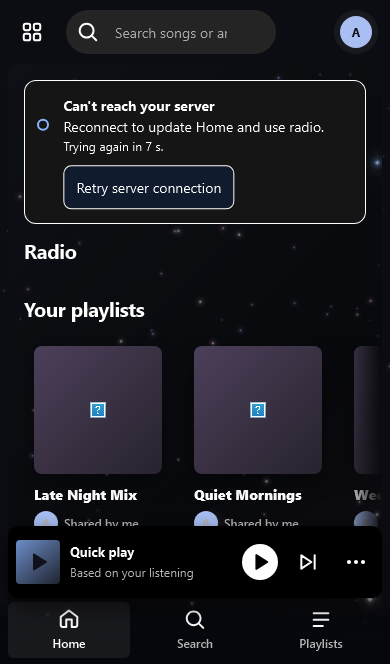 Search songs or ar
A
Can't reach your server
Reconnect to update Home and use radio.
Trying again in 7 s.
Retry server connection
Radio
Your playlists
Late Night Mix
Quiet Mornings
Shared by me
Shared by me
Quick play
Based on your listening
Home
Search
Playlists